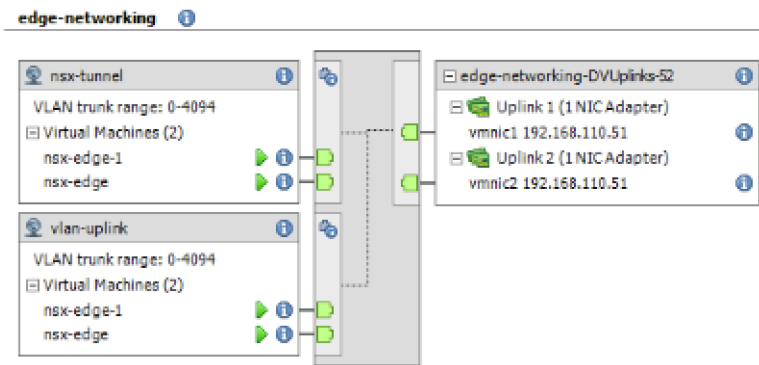 edge-networking
nsx-tunnel
VLAN trunk range: 0-4094
Virtual Machines (2)
nsx-edge-1
nsx-edge
vlan-uplink
VLAN trunk range: 0-4094
Virtual Machines (2)
nsx-edge-1
nsx-edge
edge-networking-DVUplinks-52
Uplink 1 (1 NIC Adapter)
vmnic1 192.168.110.51
Uplink 2 (1 NIC Adapter)
vmnic2 192.168.110.51